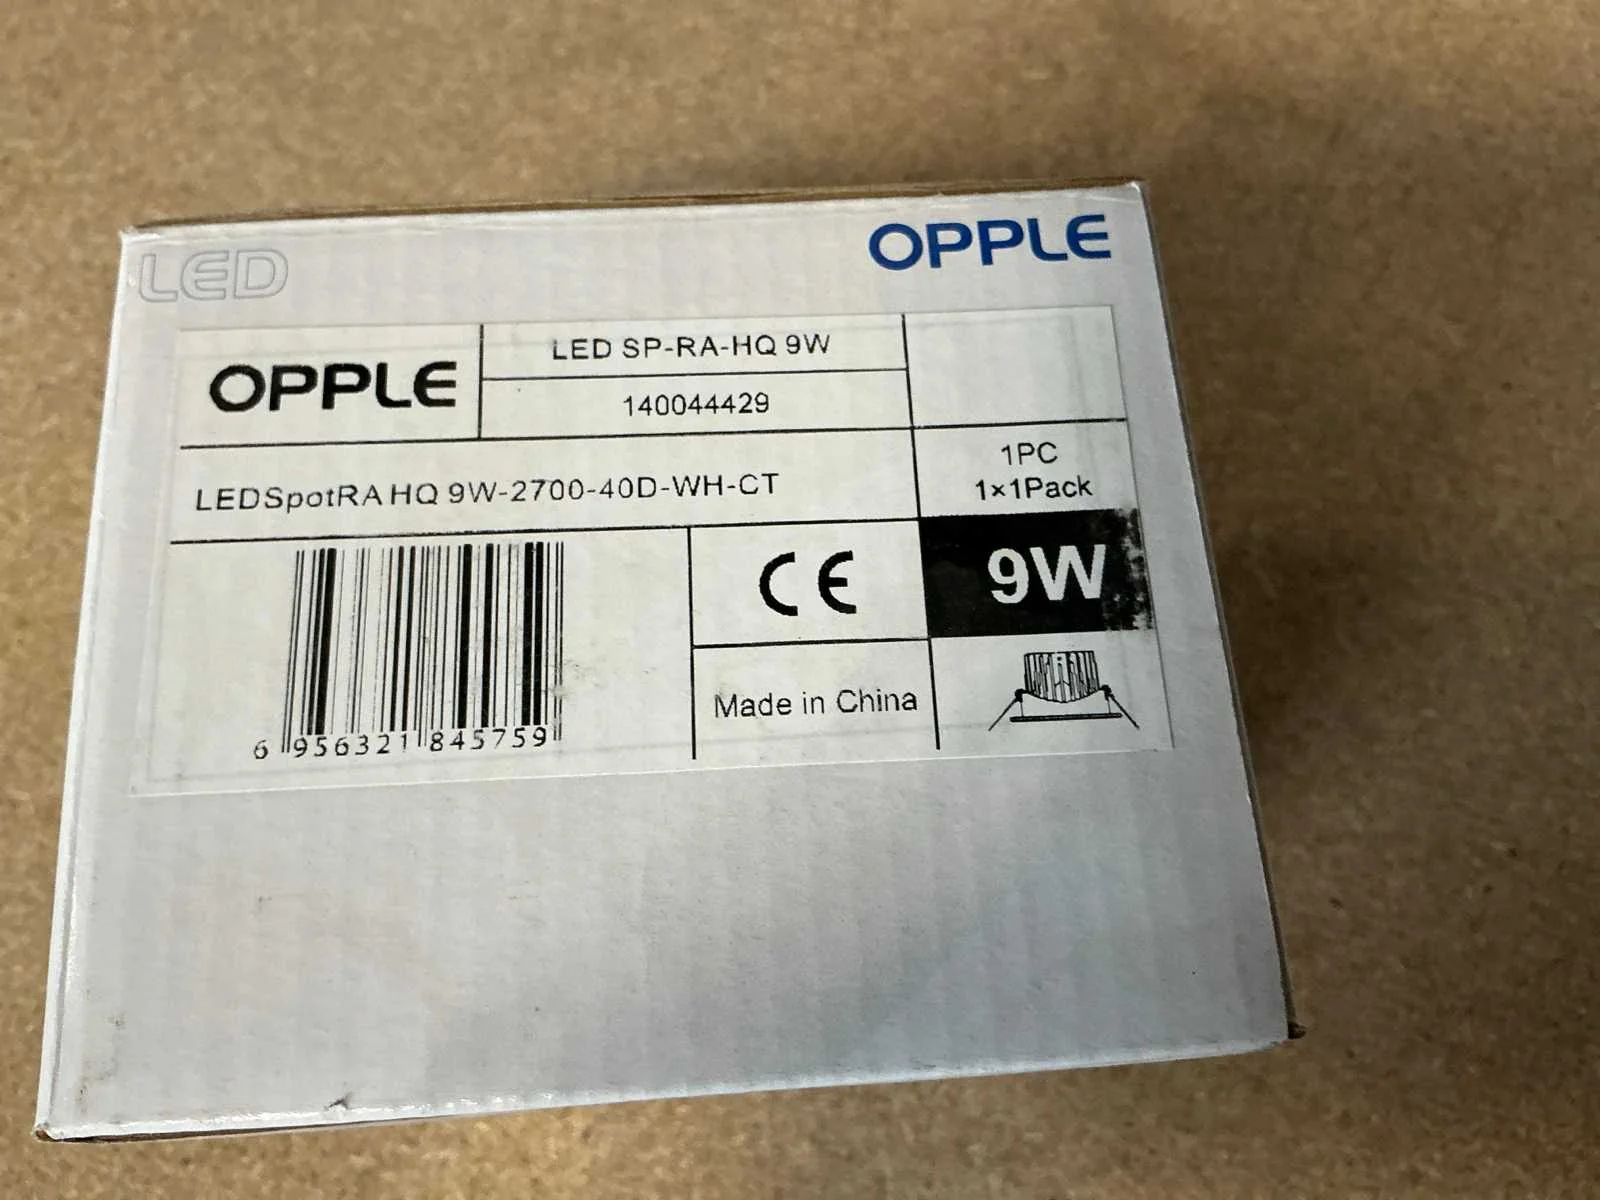 LED
OPPLE
OPPLE
LED SP-RA-HQ 9W
140044429
LEDSpotRA HQ 9W-2700-40D-WH-CT
1PC
1×1Pack
CE
9W
Made in China
6 956321 845759